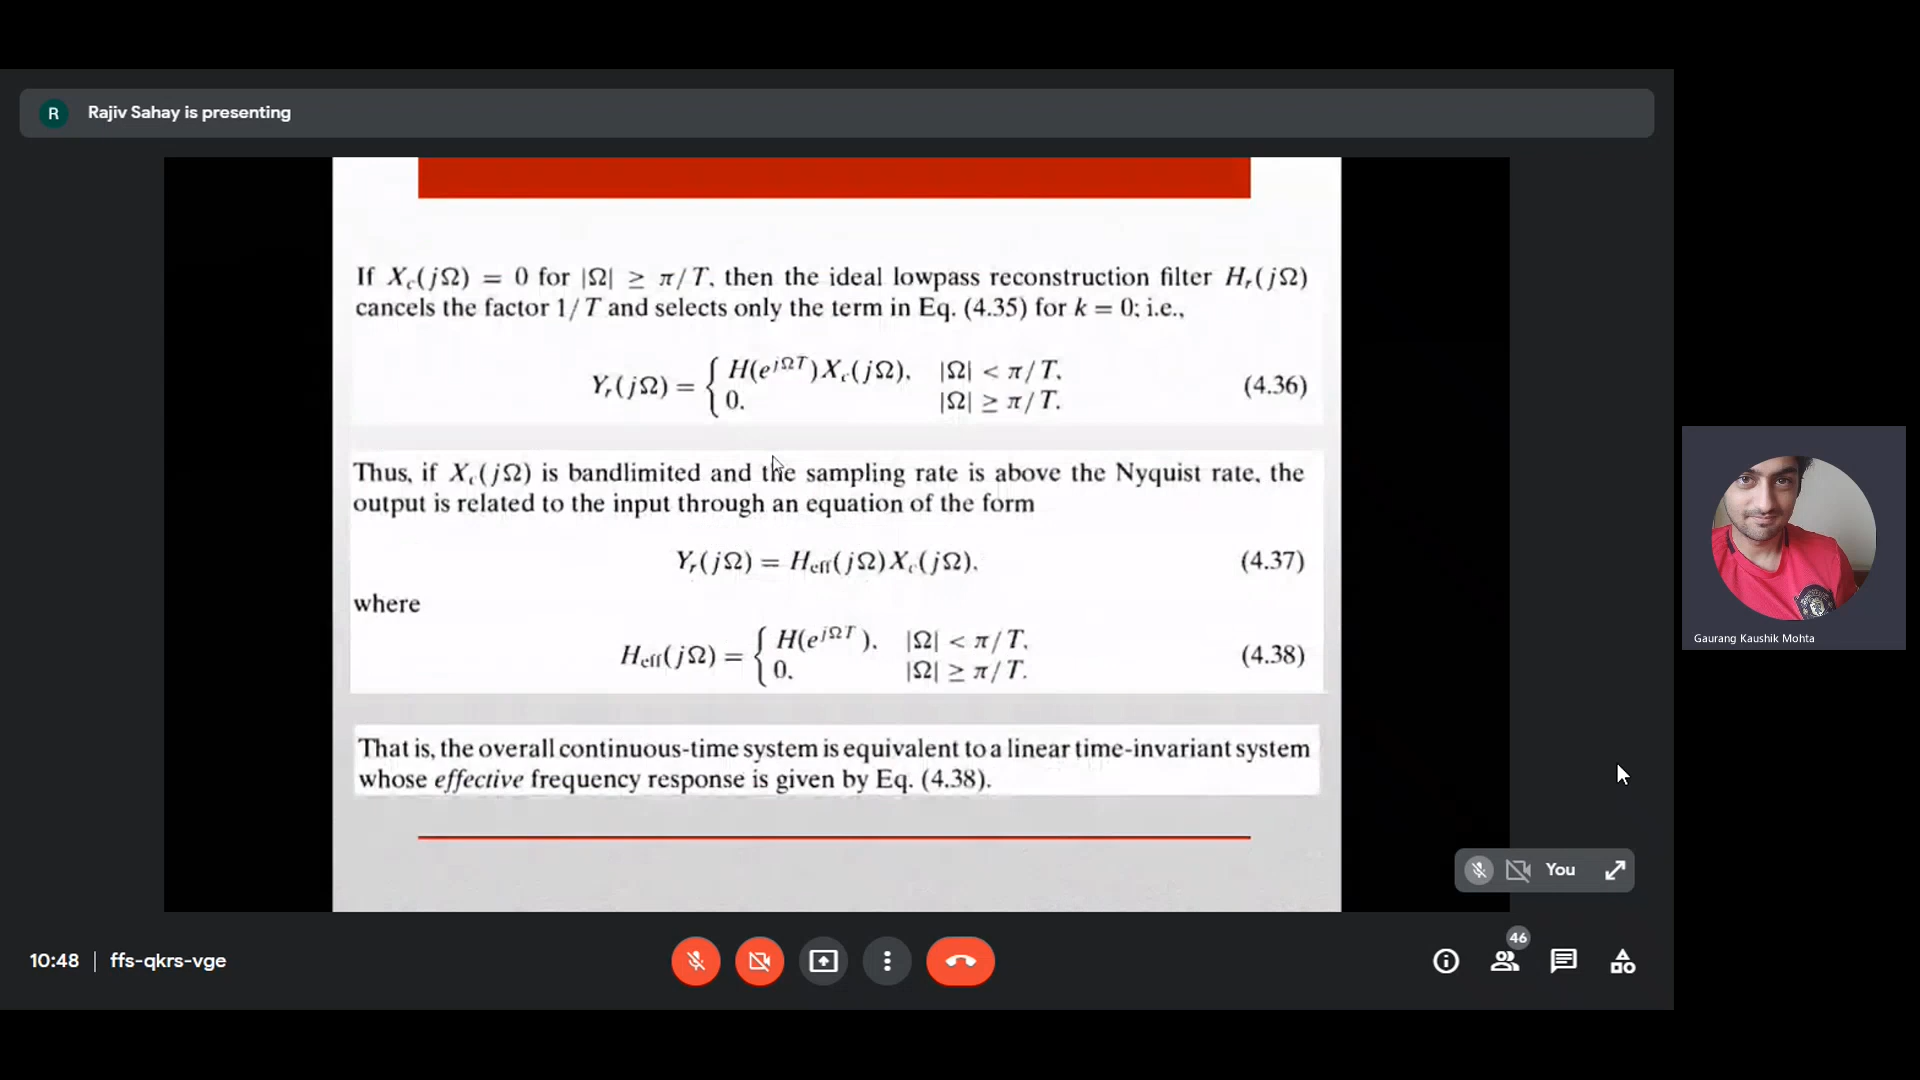 R
Rajiv Sahay is presenting
If X_c(jΩ) = 0 for |Ω| ≥ π/T, then the ideal lowpass reconstruction filter H_r(jΩ)
cancels the factor 1/T and selects only the term in Eq. (4.35) for k = 0; i.e.,
Y_r(jΩ) = { H(e^{jΩT})X_c(jΩ), |Ω| < π/T,
0, |Ω| ≥ π/T. (4.36)
Thus, if X_c(jΩ) is bandlimited and the sampling rate is above the Nyquist rate, the
output is related to the input through an equation of the form
Y_r(jΩ) = H_eff(jΩ)X_c(jΩ), (4.37)
where
H_eff(jΩ) = { H(e^{jΩT}), |Ω| < π/T,
0, |Ω| ≥ π/T. (4.38)
That is, the overall continuous-time system is equivalent to a linear time-invariant system
whose effective frequency response is given by Eq. (4.38).
Gaurang Kaushik Mohta
You
10:48 | ffs-qkrs-vge
46